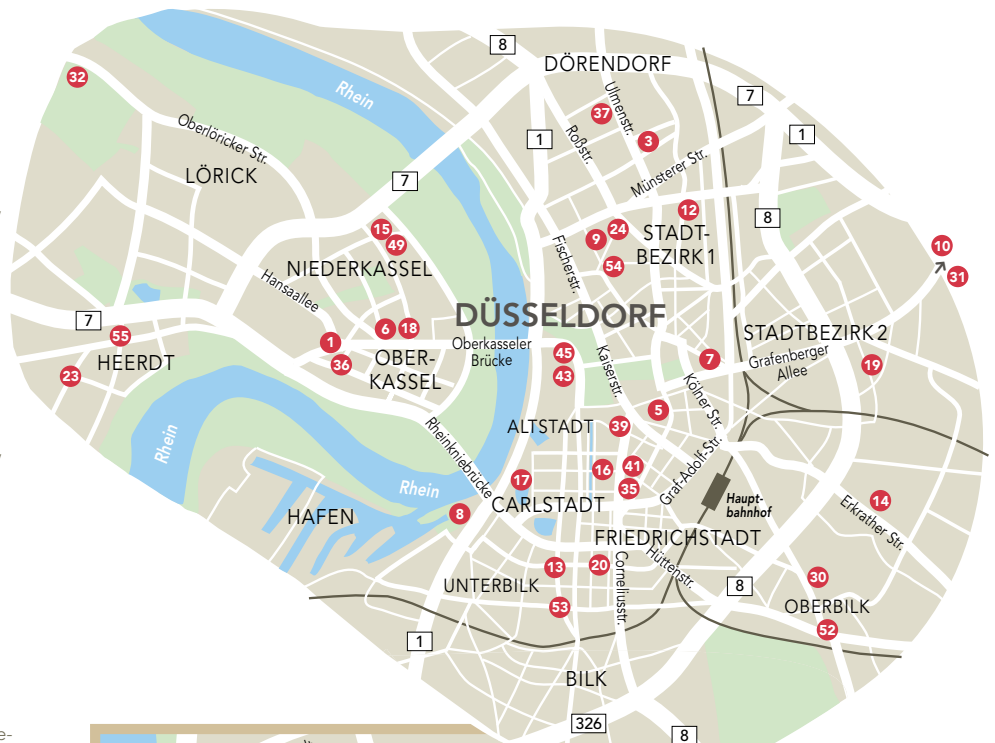 8
DÖRENDORF
32
Rhein
7
37
Ulmenstr.
1
1
3
Roßstr.
Oberlöricker Str.
Münsterer Str.
LÖRICK
7
12
8
15
24
9
STADT-
BEZIRK 1
49
10
54
31
Fischerstr.
NIEDERKASSEL
Hansaallee
DÜSSELDORF
7
6
18
STADTBEZIRK 2
55
1
Oberkasseler
Brücke
45
Kaiserstr.
7
Grafenberger
Allee
HEERDT
36
OBER-
KASSEL
19
23
43
Kölner Str.
5
ALTSTADT
39
Rhein
Rheinkniebrücke
Graf-Adolf-Str.
16
41
17
35
Rhein
Haupt-
bahnhof
14
CARLSTADT
8
HAFEN
Erkrather Str.
FRIEDRICHSTADT
13
20
Hüttenstr.
UNTERBILK
Corneliusstr.
8
30
53
OBERBILK
52
1
BILK
326
8
e-